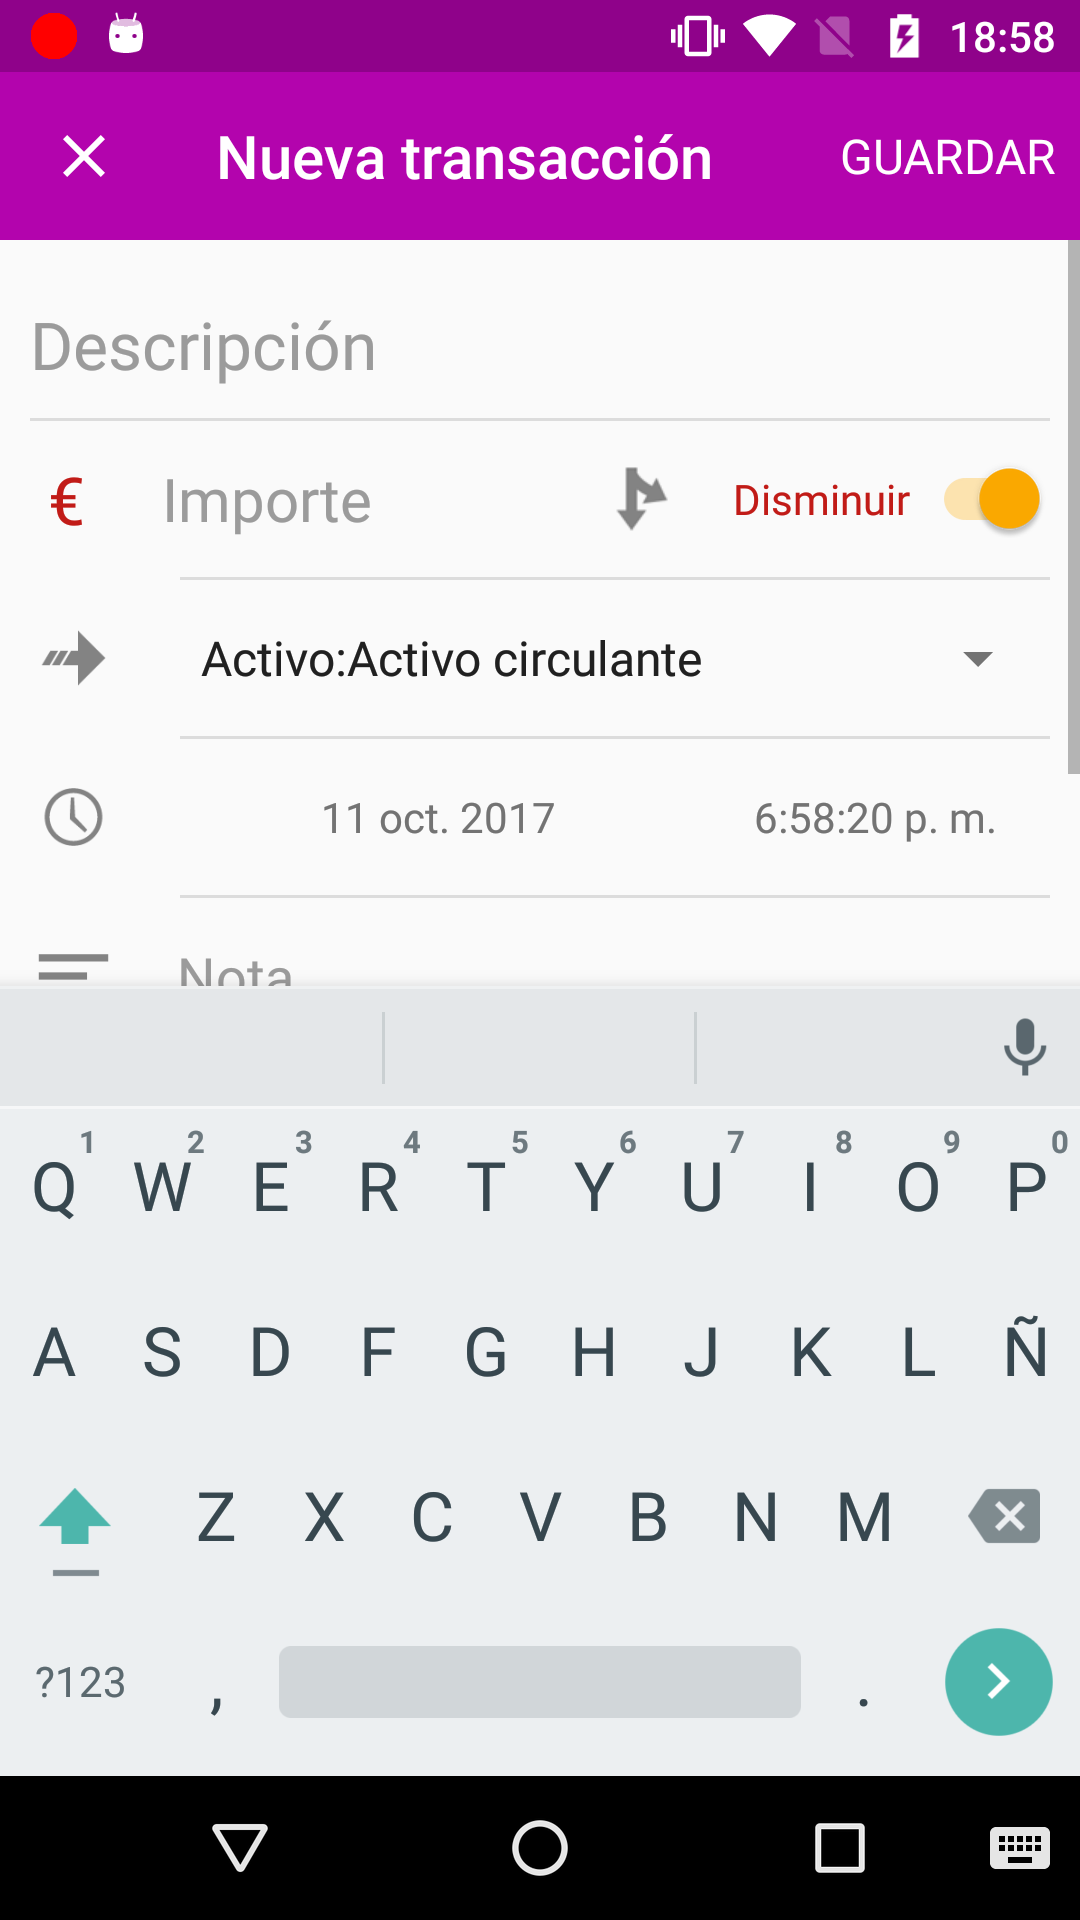 18:58
Nueva transacción GUARDAR
Descripción
€ Importe Disminuir
Activo:Activo circulante
11 oct. 2017 6:58:20 p. m.
Nota
1 2 3 4 5 6 7 8 9 0
Q W E R T Y U I O P
A S D F G H J K L Ñ
Z X C V B N M
?123 , .